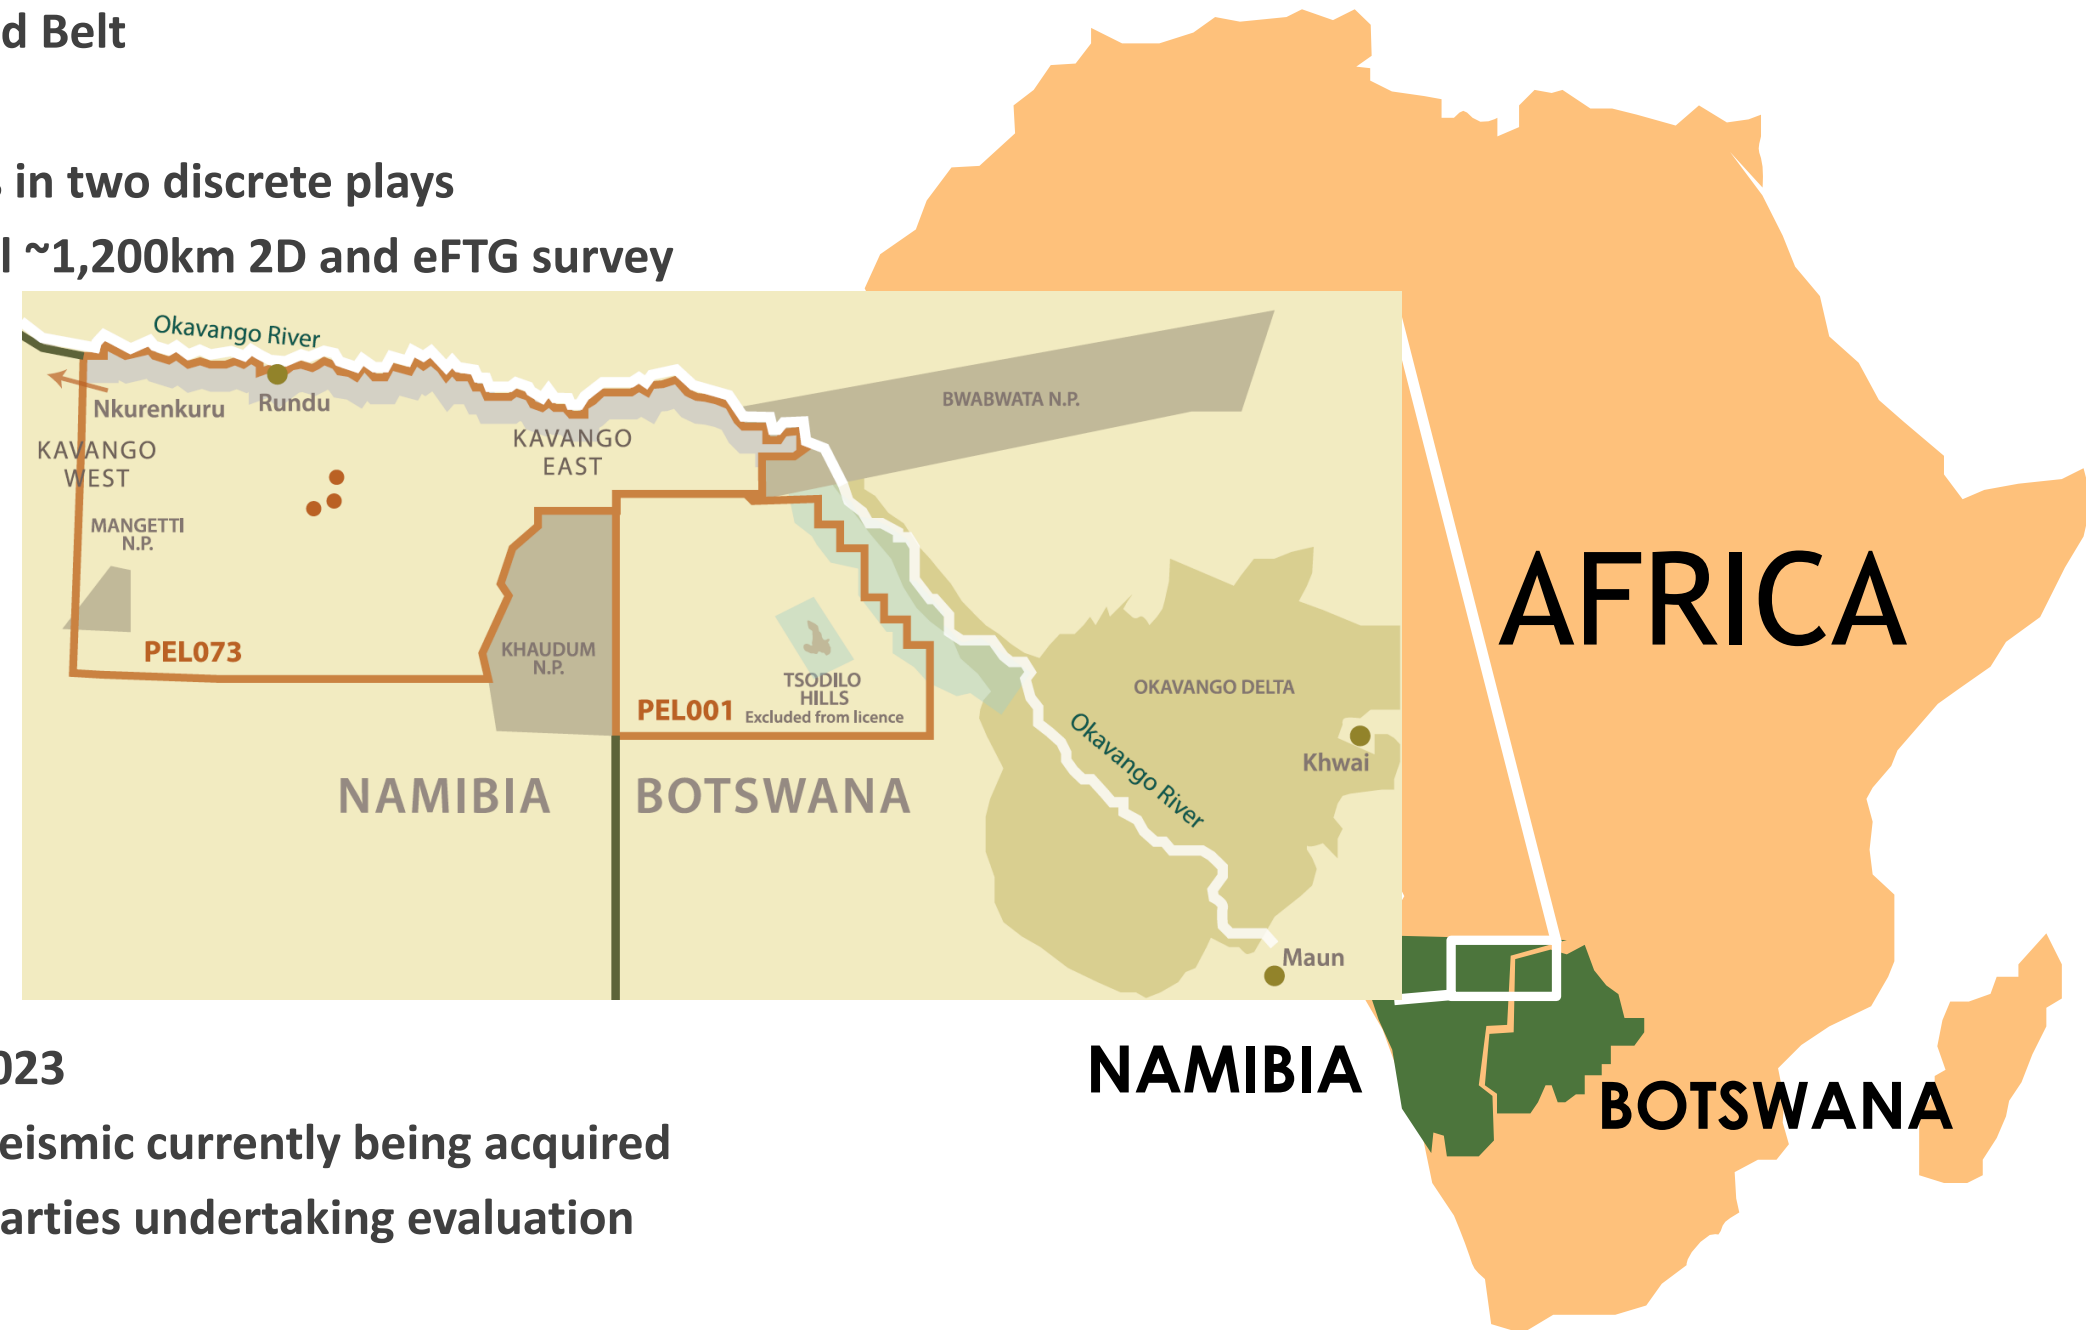 d Belt
in two discrete plays
l ~1,200km 2D and eFTG survey
Okavango River
Nkurenkuru
Rundu
KAVANGO
WEST
KAVANGO
EAST
BWABWATA N.P.
MANGETTI
N.P.
PEL073
KHAUDUM
N.P.
TSODILO
HILLS
Excluded from licence
PEL001
OKAVANGO DELTA
Okavango River
Khwai
NAMIBIA
BOTSWANA
Maun
AFRICA
NAMIBIA
BOTSWANA
023
eismic currently being acquired
arties undertaking evaluation